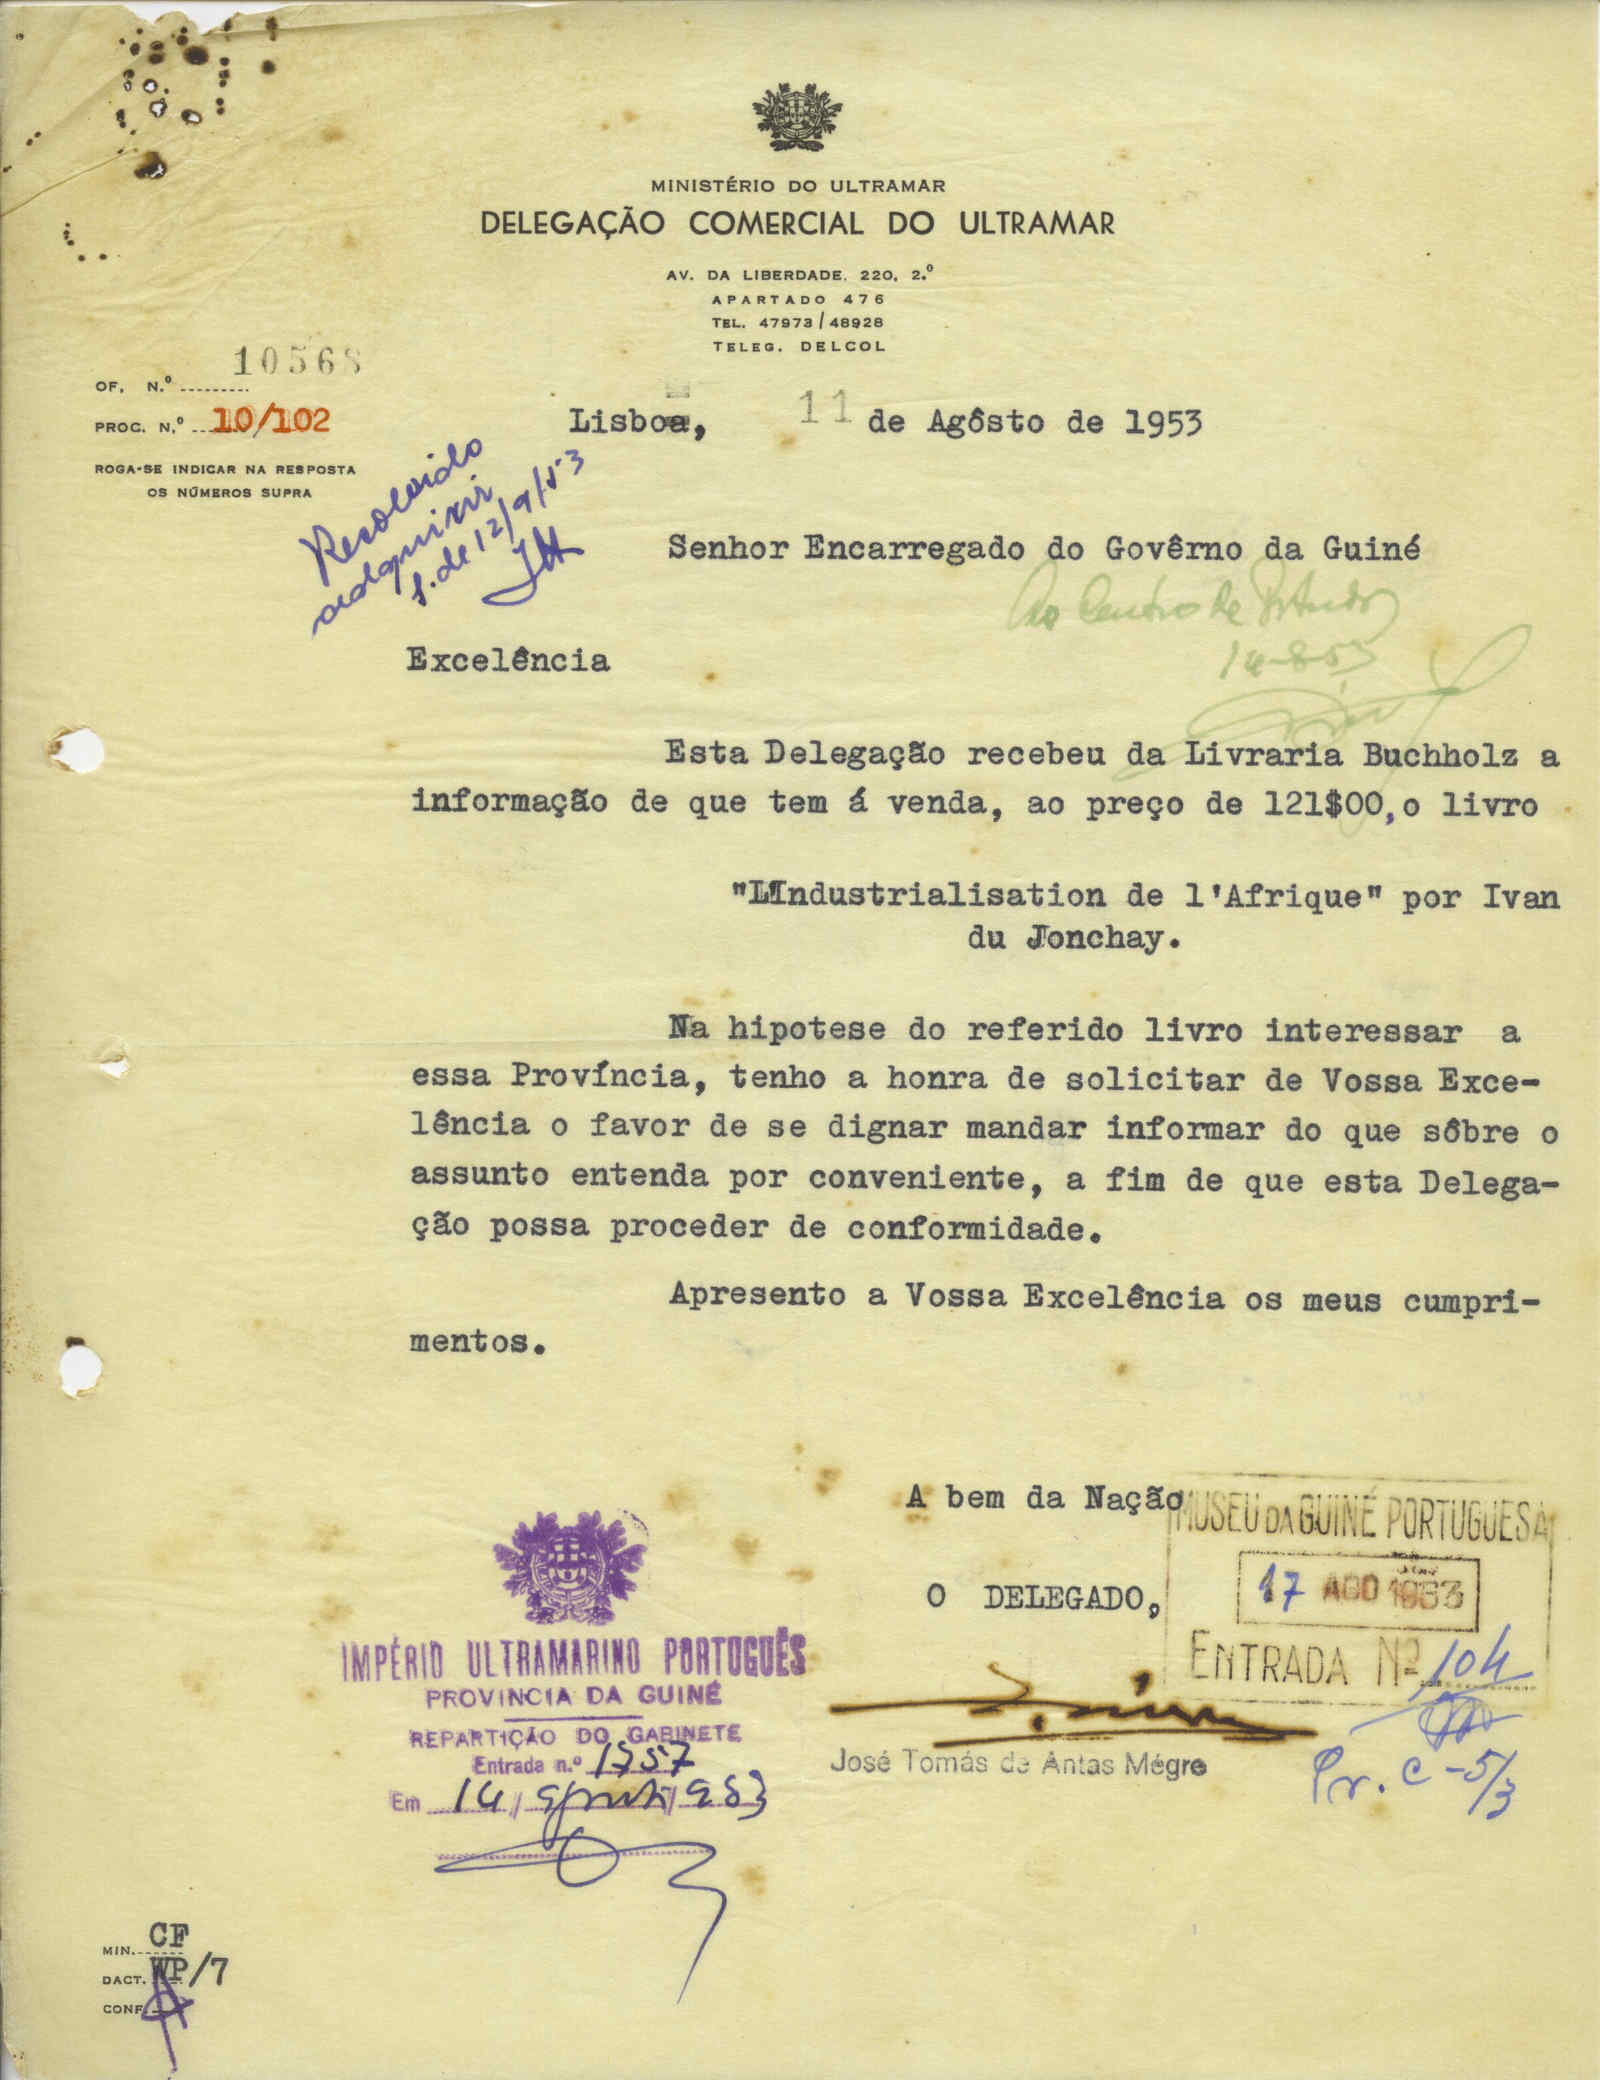 MINISTÉRIO DO ULTRAMAR
DELEGAÇÃO COMERCIAL DO ULTRAMAR
AV. DA LIBERDADE, 220, 2.º
APARTADO 476
TEL. 47973/48928
TELEG. DELCOL
10568
OF. N.º
PROC. N.º 10/102
ROGA-SE INDICAR NA RESPOSTA
OS NÚMEROS SUPRA
Lisboa, 11 de Agôsto de 1953
Resolvido
adquirir
s. de 12/9/53
Senhor Encarregado do Govêrno da Guiné
Ao Centro de Estudos
14-8-53
Excelência
Esta Delegação recebeu da Livraria Buchholz a
informação de que tem á venda, ao preço de 121$00, o livro
"L'Industrialisation de l'Afrique" por Ivan
du Jonchay.
Na hipotese do referido livro interessar a
essa Província, tenho a honra de solicitar de Vossa Exce-
lência o favor de se dignar mandar informar do que sôbre o
assunto entenda por conveniente, a fim de que esta Delega-
ção possa proceder de conformidade.
Apresento a Vossa Excelência os meus cumpri-
mentos.
A bem da Nação
O DELEGADO,
José Tomás de Antas Mégre
MUSEU DA GUINÉ PORTUGUESA
17 AGO 1953
ENTRADA Nº 104
Pr. C-5/3
IMPÉRIO ULTRAMARINO PORTUGUÊS
PROVINCIA DA GUINÉ
REPARTIÇÃO DO GABINETE
Entrada n.º 1357
Em 14/ agosto/953
MIN. CF
DACT. WP/7
CONF.